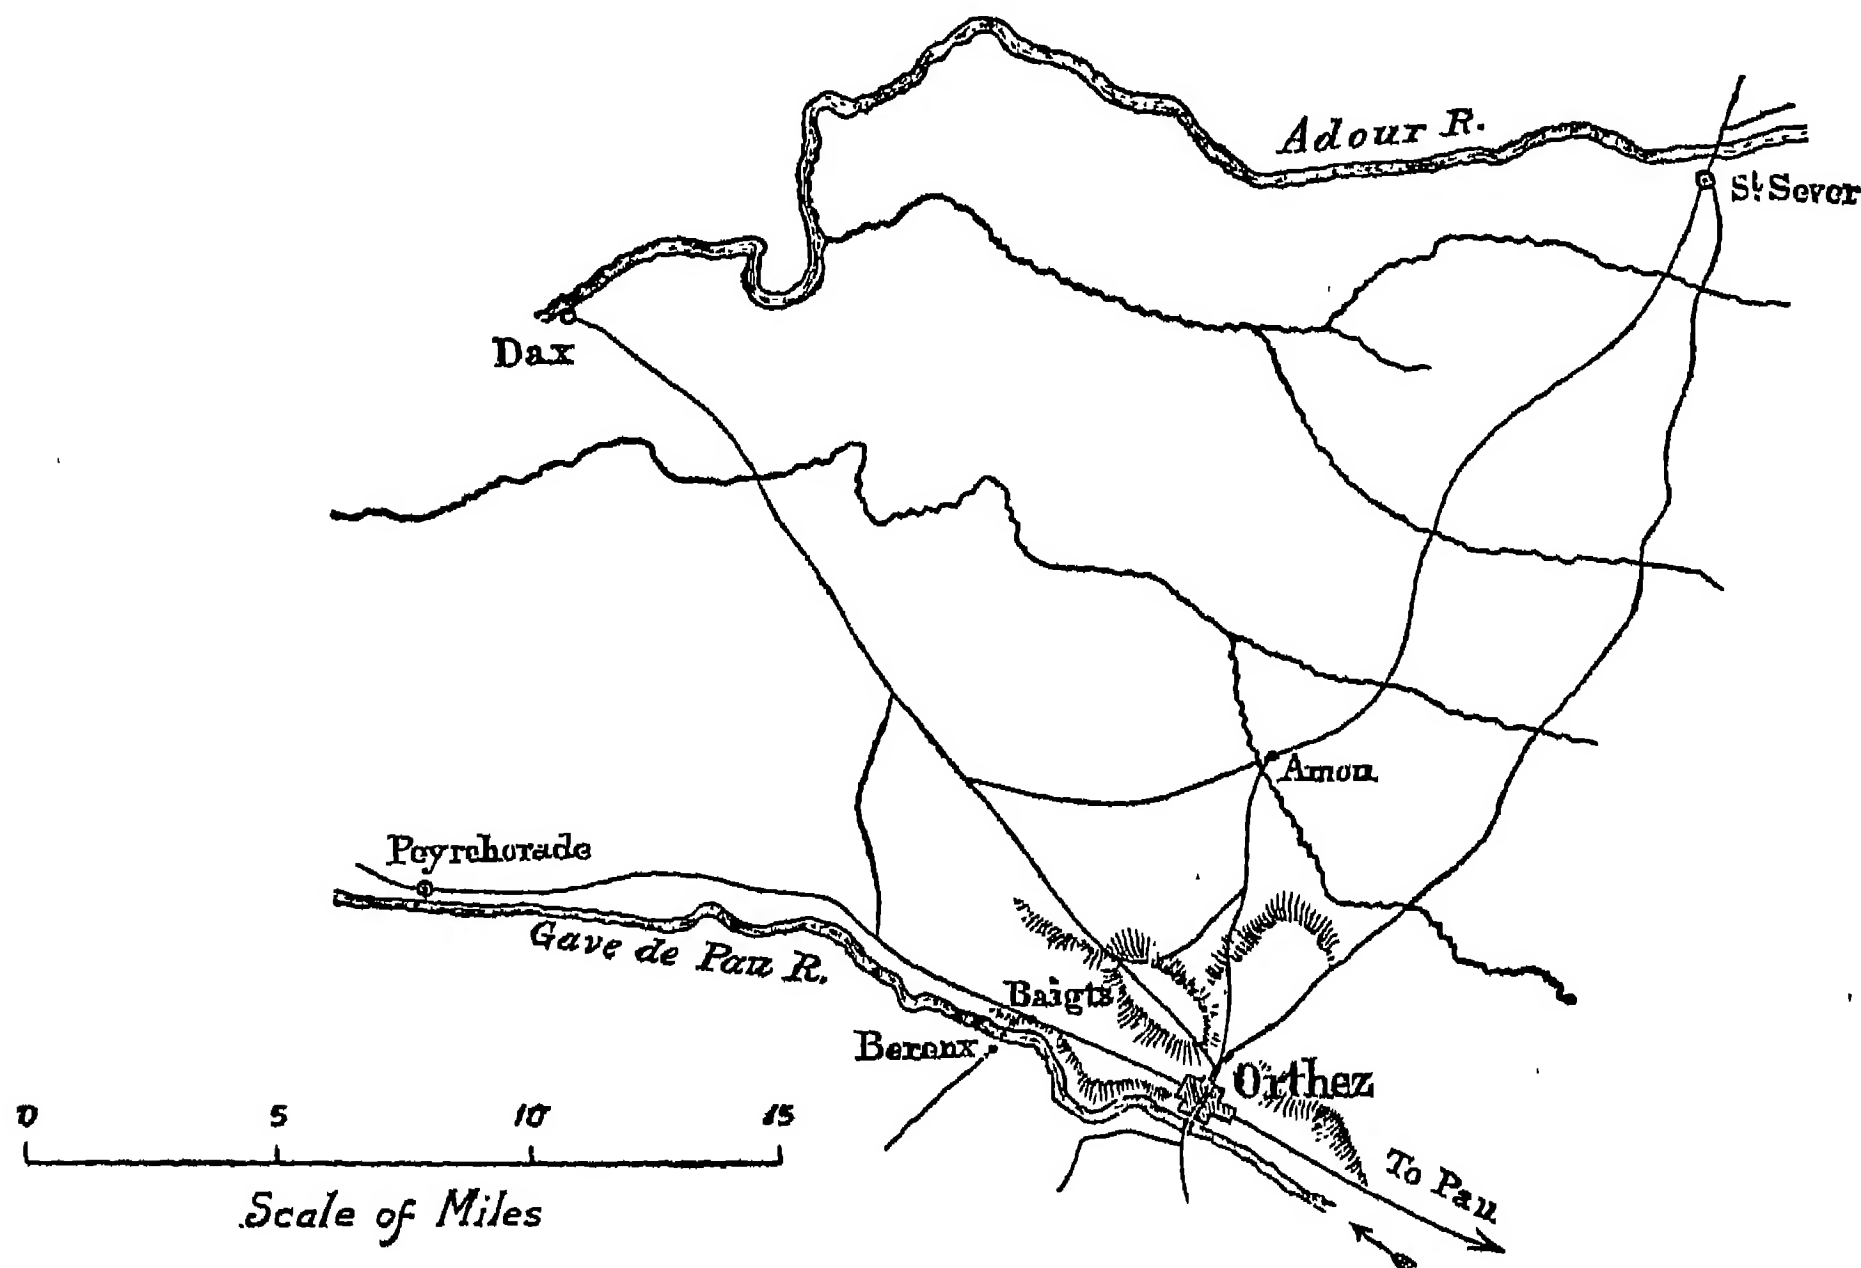 Adour R.
St. Sever
Dax
Amou
Peyrehorade
Gave de Pau R.
Baigts
Berenx
Orthez
0 5 10 15
Scale of Miles
To Pau